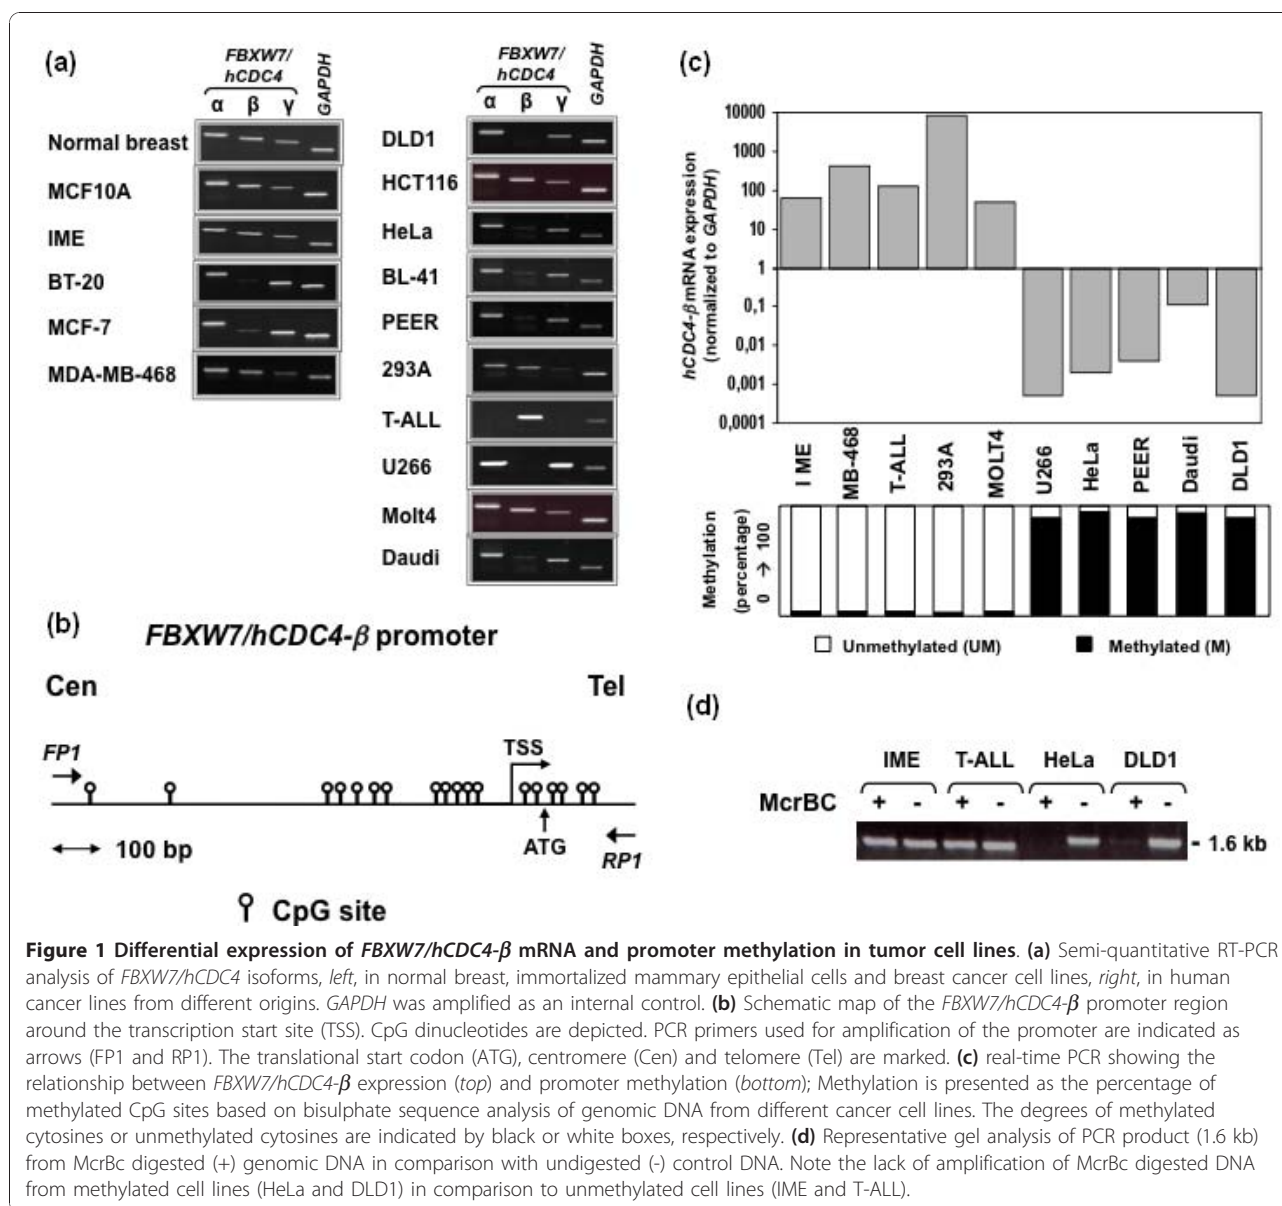 (a)
FBXW7/
hCDC4
GAPDH
α β γ
Normal breast
MCF10A
IME
BT-20
MCF-7
MDA-MB-468
FBXW7/
hCDC4
GAPDH
α β γ
DLD1
HCT116
HeLa
BL-41
PEER
293A
T-ALL
U266
Molt4
Daudi
(b)
FBXW7/hCDC4-β promoter
Cen Tel
FP1
TSS
100 bp
ATG
RP1
CpG site
(c)
hCDC4-β mRNA expression
(normalized to GAPDH)
10000
1000
100
10
1
0,1
0,01
0,001
0,0001
I ME
MB-468
T-ALL
293A
MOLT4
U266
HeLa
PEER
Daudi
DLD1
Methylation
(percentage)
0 → 100
Unmethylated (UM) Methylated (M)
(d)
IME T-ALL HeLa DLD1
McrBC + - + - + - + -
- 1.6 kb
Figure 1 Differential expression of FBXW7/hCDC4-β mRNA and promoter methylation in tumor cell lines. (a) Semi-quantitative RT-PCR
analysis of FBXW7/hCDC4 isoforms, left, in normal breast, immortalized mammary epithelial cells and breast cancer cell lines, right, in human
cancer lines from different origins. GAPDH was amplified as an internal control. (b) Schematic map of the FBXW7/hCDC4-β promoter region
around the transcription start site (TSS). CpG dinucleotides are depicted. PCR primers used for amplification of the promoter are indicated as
arrows (FP1 and RP1). The translational start codon (ATG), centromere (Cen) and telomere (Tel) are marked. (c) real-time PCR showing the
relationship between FBXW7/hCDC4-β expression (top) and promoter methylation (bottom); Methylation is presented as the percentage of
methylated CpG sites based on bisulphate sequence analysis of genomic DNA from different cancer cell lines. The degrees of methylated
cytosines or unmethylated cytosines are indicated by black or white boxes, respectively. (d) Representative gel analysis of PCR product (1.6 kb)
from McrBc digested (+) genomic DNA in comparison with undigested (-) control DNA. Note the lack of amplification of McrBc digested DNA
from methylated cell lines (HeLa and DLD1) in comparison to unmethylated cell lines (IME and T-ALL).